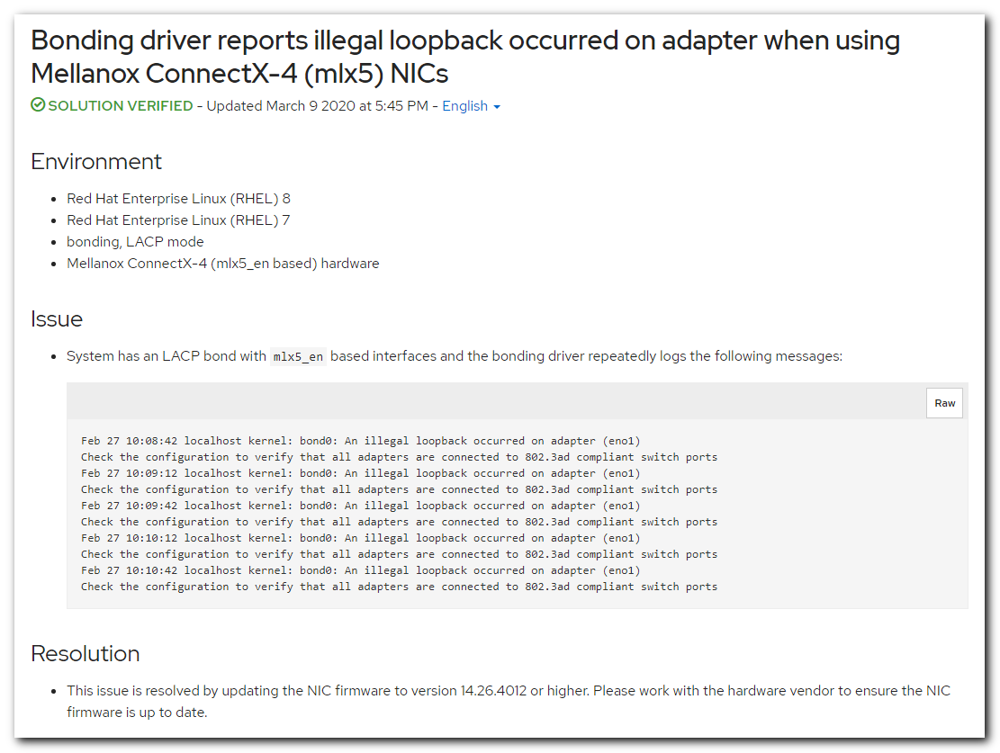 Bonding driver reports illegal loopback occurred on adapter when using
Mellanox ConnectX-4 (mlx5) NICs
SOLUTION VERIFIED - Updated March 9 2020 at 5:45 PM - English
Environment
Red Hat Enterprise Linux (RHEL) 8
Red Hat Enterprise Linux (RHEL) 7
bonding, LACP mode
Mellanox ConnectX-4 (mlx5_en based) hardware
Issue
System has an LACP bond with mlx5_en based interfaces and the bonding driver repeatedly logs the following messages:
Raw
Feb 27 10:08:42 localhost kernel: bond0: An illegal loopback occurred on adapter (eno1)
Check the configuration to verify that all adapters are connected to 802.3ad compliant switch ports
Feb 27 10:09:12 localhost kernel: bond0: An illegal loopback occurred on adapter (eno1)
Check the configuration to verify that all adapters are connected to 802.3ad compliant switch ports
Feb 27 10:09:42 localhost kernel: bond0: An illegal loopback occurred on adapter (eno1)
Check the configuration to verify that all adapters are connected to 802.3ad compliant switch ports
Feb 27 10:10:12 localhost kernel: bond0: An illegal loopback occurred on adapter (eno1)
Check the configuration to verify that all adapters are connected to 802.3ad compliant switch ports
Feb 27 10:10:42 localhost kernel: bond0: An illegal loopback occurred on adapter (eno1)
Check the configuration to verify that all adapters are connected to 802.3ad compliant switch ports
Resolution
This issue is resolved by updating the NIC firmware to version 14.26.4012 or higher. Please work with the hardware vendor to ensure the NIC
firmware is up to date.